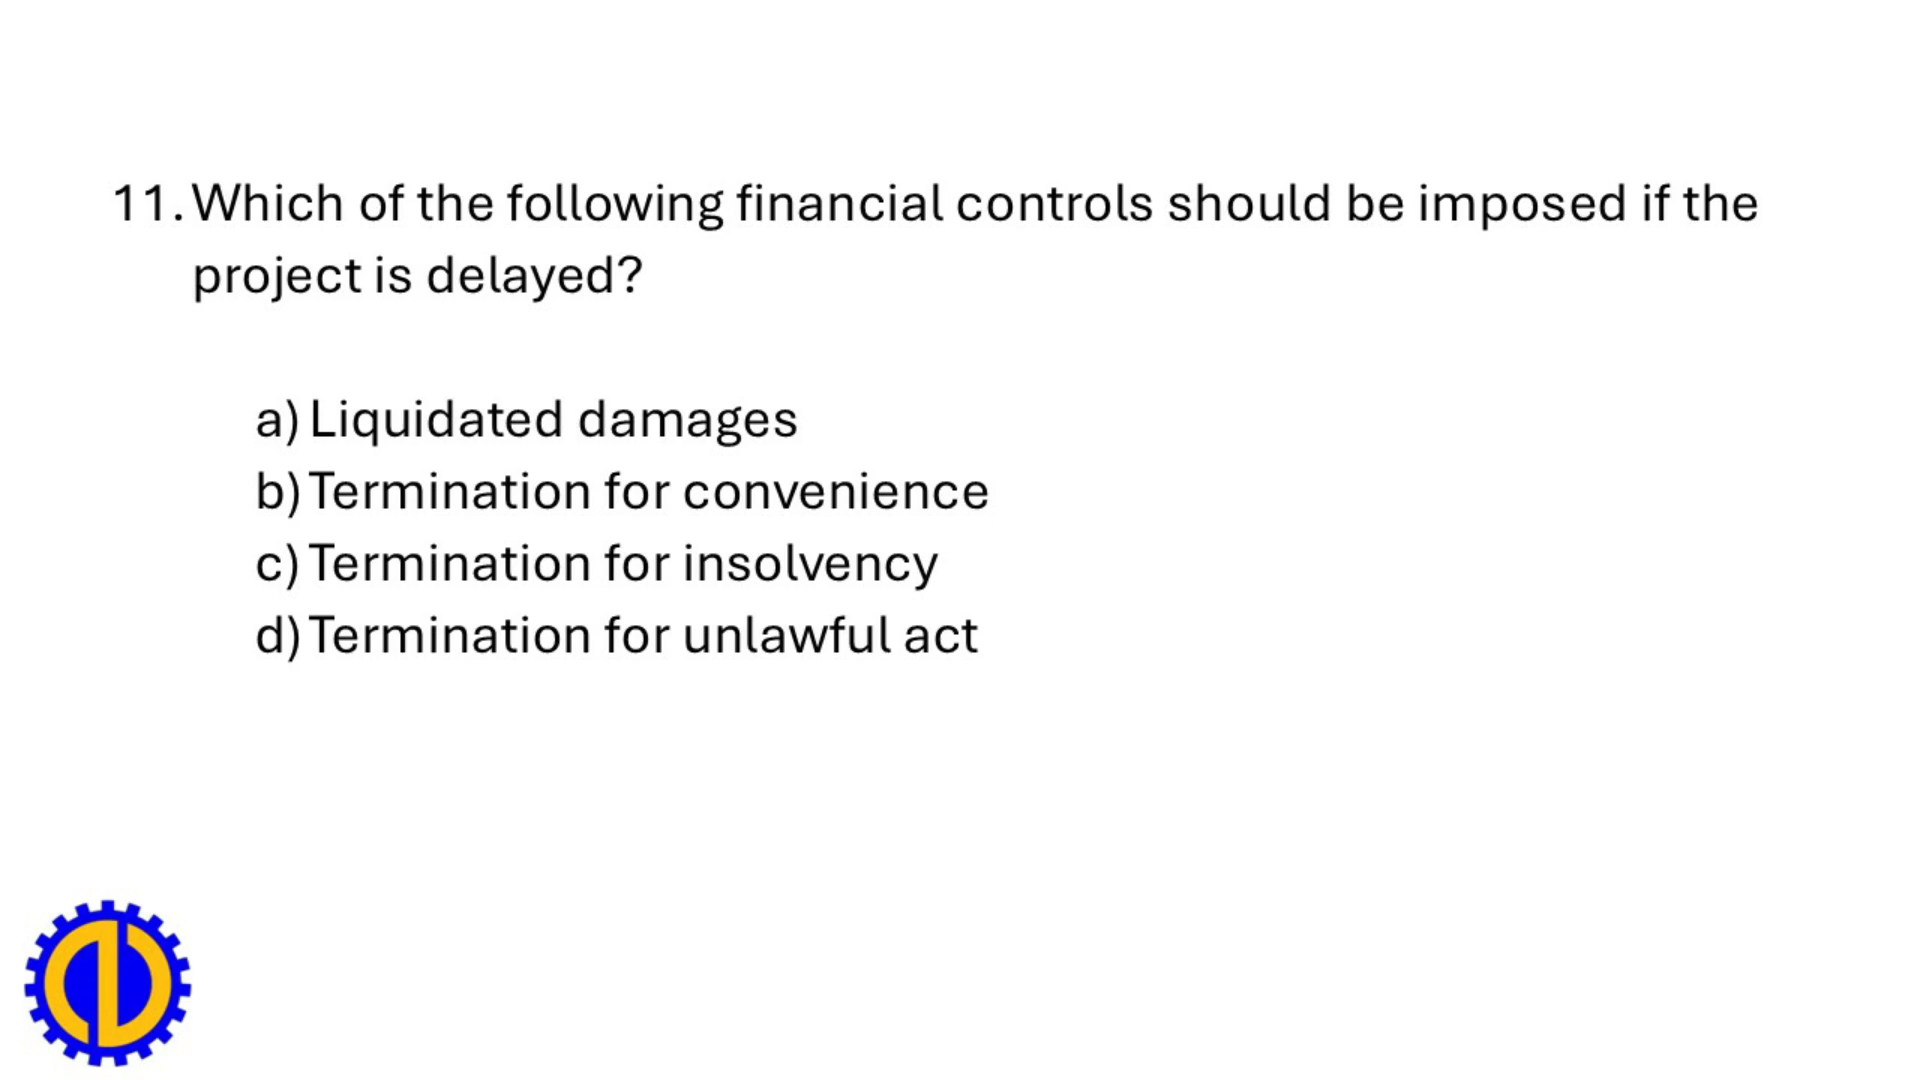 11. Which of the following financial controls should be imposed if the
project is delayed?
a) Liquidated damages
b) Termination for convenience
c) Termination for insolvency
d) Termination for unlawful act